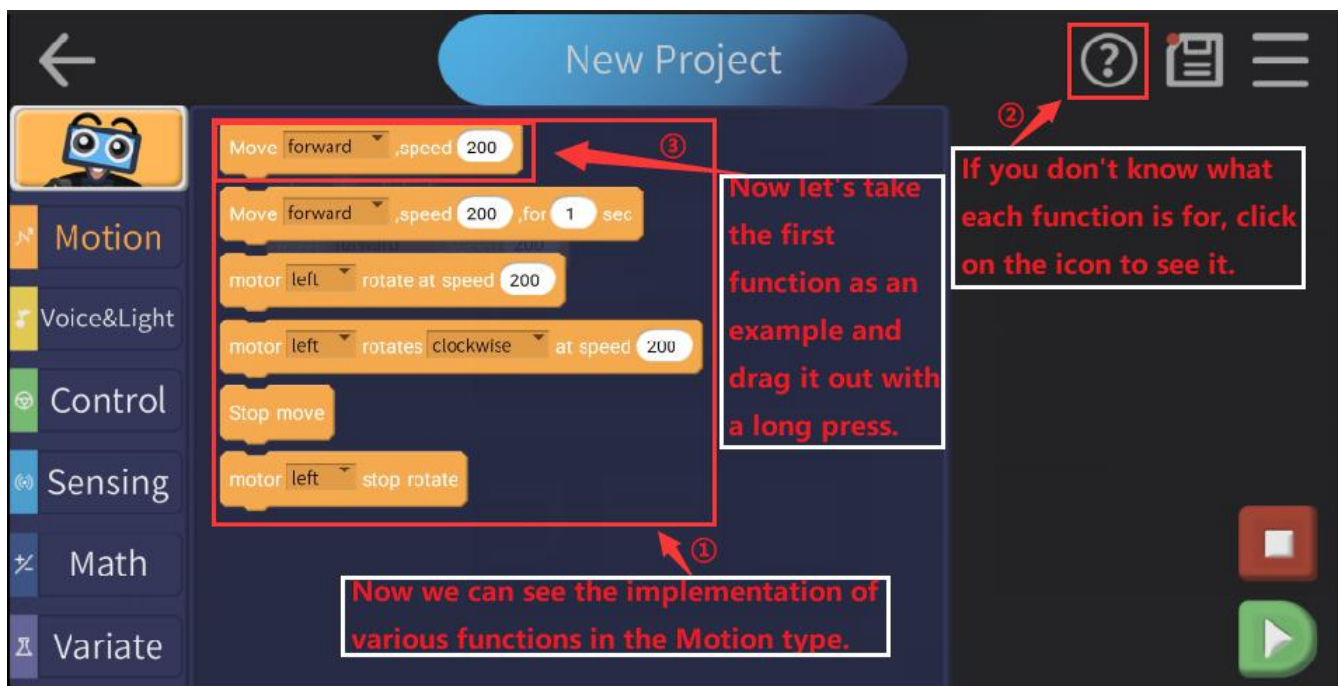 New Project
?
②
Move forward ,speed 200
③
If you don't know what
each function is for, click
on the icon to see it.
Now let's take
the first
function as an
example and
drag it out with
a long press.
Motion
Move forward ,speed 200 ,for 1 sec
motor left rotate at speed 200
Voice&Light
motor left rotates clockwise at speed 200
Control
Stop move
Sensing
motor left stop rotate
①
Math
Now we can see the implementation of
various functions in the Motion type.
Variate